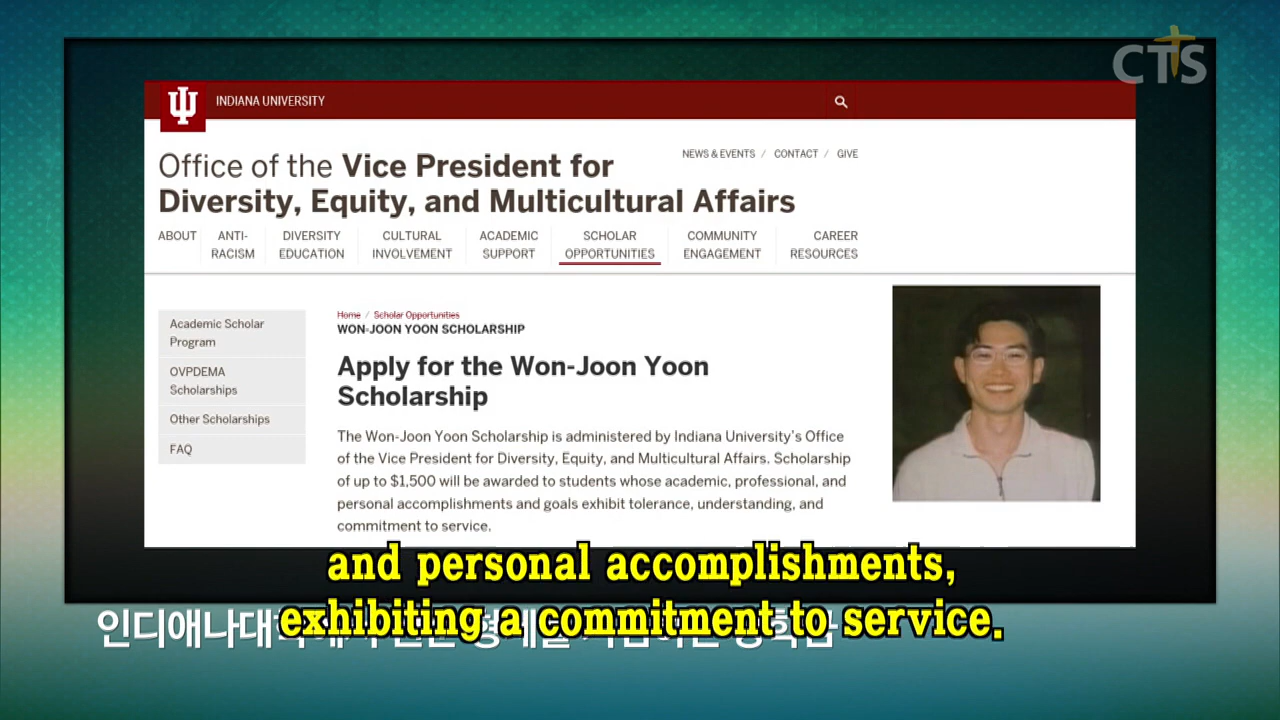 CTS
INDIANA UNIVERSITY
NEWS & EVENTS / CONTACT / GIVE
Office of the Vice President for
Diversity, Equity, and Multicultural Affairs
ABOUT
ANTI-
RACISM
DIVERSITY
EDUCATION
CULTURAL
INVOLVEMENT
ACADEMIC
SUPPORT
SCHOLAR
OPPORTUNITIES
COMMUNITY
ENGAGEMENT
CAREER
RESOURCES
Academic Scholar
Program
OVPDEMA
Scholarships
Other Scholarships
FAQ
Home / Scholar Opportunities
WON-JOON YOON SCHOLARSHIP
Apply for the Won-Joon Yoon
Scholarship
The Won-Joon Yoon Scholarship is administered by Indiana University's Office
of the Vice President for Diversity, Equity, and Multicultural Affairs. Scholarship
of up to $1,500 will be awarded to students whose academic, professional, and
personal accomplishments and goals exhibit tolerance, understanding, and
commitment to service.
and personal accomplishments,
exhibiting a commitment to service.